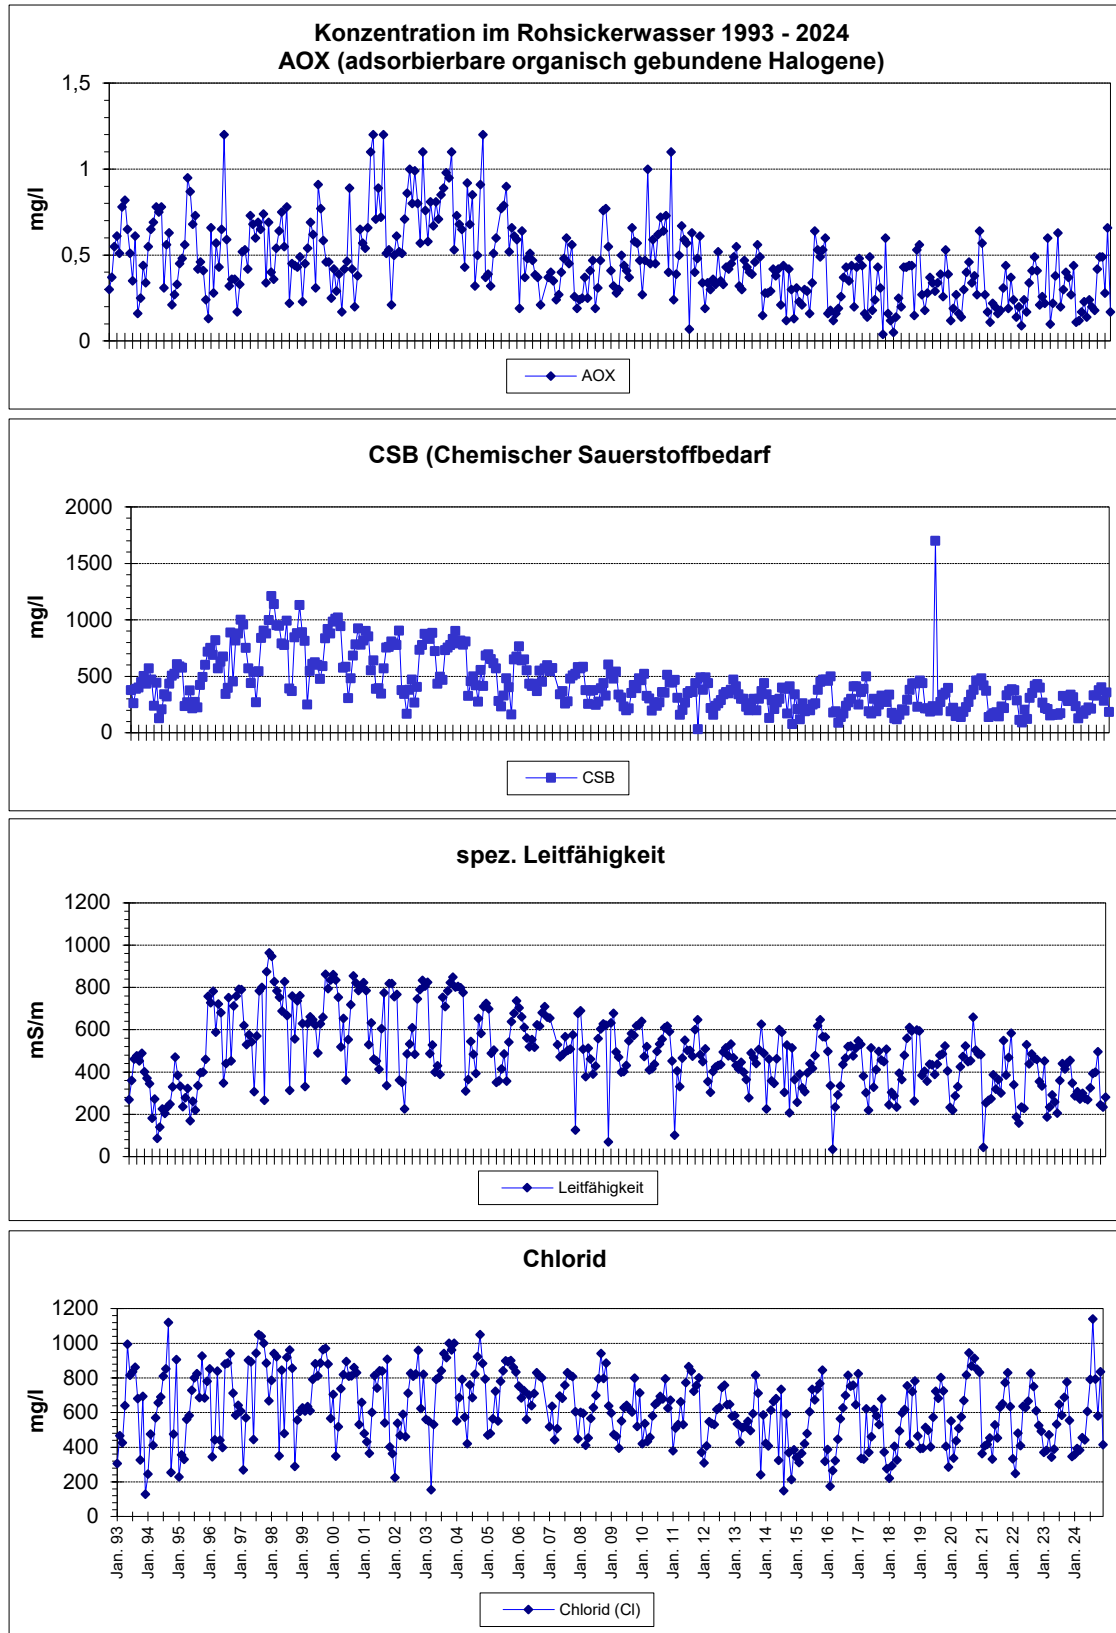 Konzentration im Rohsickerwasser 1993 - 2024
AOX (adsorbierbare organisch gebundene Halogene)
mg/l
1,5
1
0,5
0
AOX
CSB (Chemischer Sauerstoffbedarf
mg/l
2000
1500
1000
500
0
CSB
spez. Leitfähigkeit
mS/m
1200
1000
800
600
400
200
0
Leitfähigkeit
Chlorid
mg/l
1200
1000
800
600
400
200
0
Jan. 93
Jan. 94
Jan. 95
Jan. 96
Jan. 97
Jan. 98
Jan. 99
Jan. 00
Jan. 01
Jan. 02
Jan. 03
Jan. 04
Jan. 05
Jan. 06
Jan. 07
Jan. 08
Jan. 09
Jan. 10
Jan. 11
Jan. 12
Jan. 13
Jan. 14
Jan. 15
Jan. 16
Jan. 17
Jan. 18
Jan. 19
Jan. 20
Jan. 21
Jan. 22
Jan. 23
Jan. 24
Chlorid (Cl)